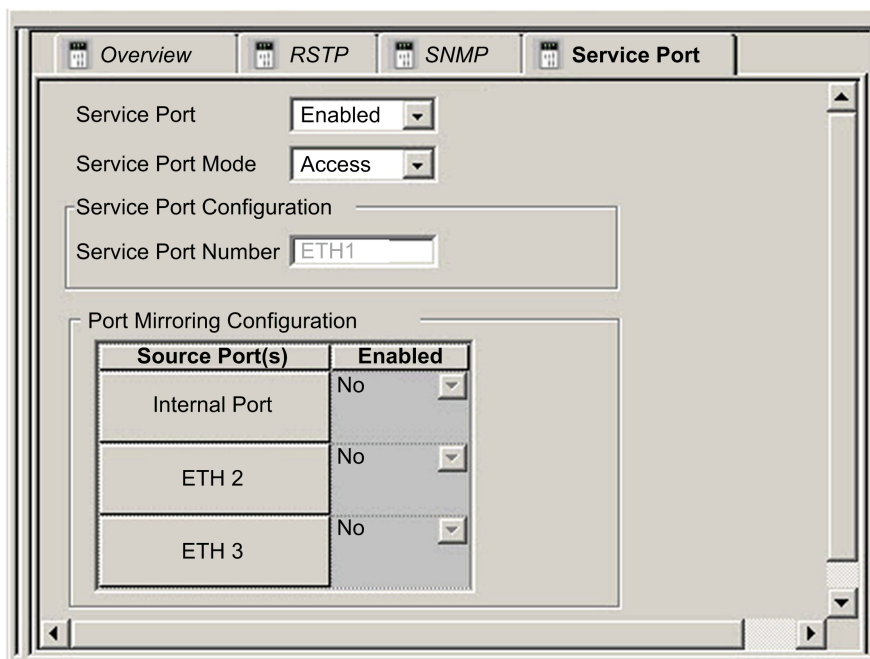 Overview RSTP SNMP Service Port
Service Port Enabled
Service Port Mode Access
Service Port Configuration
Service Port Number ETH1
Port Mirroring Configuration
Source Port(s) Enabled
Internal Port No
ETH 2 No
ETH 3 No